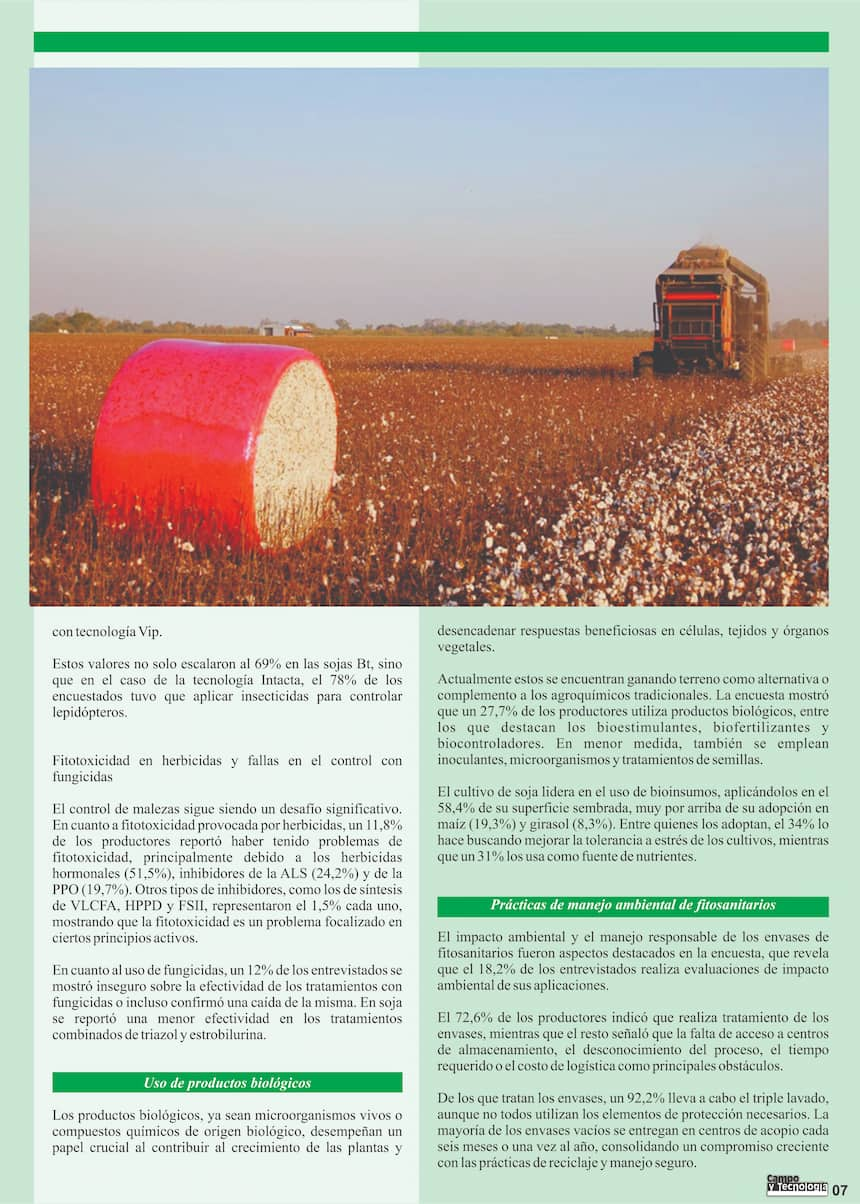 con tecnología Vip.
Estos valores no solo escalaron al 69% en las sojas Bt, sino
que en el caso de la tecnología Intacta, el 78% de los
encuestados tuvo que aplicar insecticidas para controlar
lepidópteros.
Fitotoxicidad en herbicidas y fallas en el control con
fungicidas
El control de malezas sigue siendo un desafío significativo.
En cuanto a fitotoxicidad provocada por herbicidas, un 11,8%
de los productores reportó haber tenido problemas de
fitotoxicidad, principalmente debido a los herbicidas
hormonales (51,5%), inhibidores de la ALS (24,2%) y de la
PPO (19,7%). Otros tipos de inhibidores, como los de síntesis
de VLCFA, HPPD y FSII, representaron el 1,5% cada uno,
mostrando que la fitotoxicidad es un problema focalizado en
ciertos principios activos.
En cuanto al uso de fungicidas, un 12% de los entrevistados se
mostró inseguro sobre la efectividad de los tratamientos con
fungicidas o incluso confirmó una caída de la misma. En soja
se reportó una menor efectividad en los tratamientos
combinados de triazol y estrobilurina.
Uso de productos biológicos
Los productos biológicos, ya sean microorganismos vivos o
compuestos químicos de origen biológico, desempeñan un
papel crucial al contribuir al crecimiento de las plantas y
desencadenar respuestas beneficiosas en células, tejidos y órganos
vegetales.
Actualmente estos se encuentran ganando terreno como alternativa o
complemento a los agroquímicos tradicionales. La encuesta mostró
que un 27,7% de los productores utiliza productos biológicos, entre
los que destacan los bioestimulantes, biofertilizantes y
biocontroladores. En menor medida, también se emplean
inoculantes, microorganismos y tratamientos de semillas.
El cultivo de soja lidera en el uso de bioinsumos, aplicándolos en el
58,4% de su superficie sembrada, muy por arriba de su adopción en
maíz (19,3%) y girasol (8,3%). Entre quienes los adoptan, el 34% lo
hace buscando mejorar la tolerancia a estrés de los cultivos, mientras
que un 31% los usa como fuente de nutrientes.
Prácticas de manejo ambiental de fitosanitarios
El impacto ambiental y el manejo responsable de los envases de
fitosanitarios fueron aspectos destacados en la encuesta, que revela
que el 18,2% de los entrevistados realiza evaluaciones de impacto
ambiental de sus aplicaciones.
El 72,6% de los productores indicó que realiza tratamiento de los
envases, mientras que el resto señaló que la falta de acceso a centros
de almacenamiento, el desconocimiento del proceso, el tiempo
requerido o el costo de logística como principales obstáculos.
De los que tratan los envases, un 92,2% lleva a cabo el triple lavado,
aunque no todos utilizan los elementos de protección necesarios. La
mayoría de los envases vacíos se entregan en centros de acopio cada
seis meses o una vez al año, consolidando un compromiso creciente
con las prácticas de reciclaje y manejo seguro.
Campo
y Tecnología 07